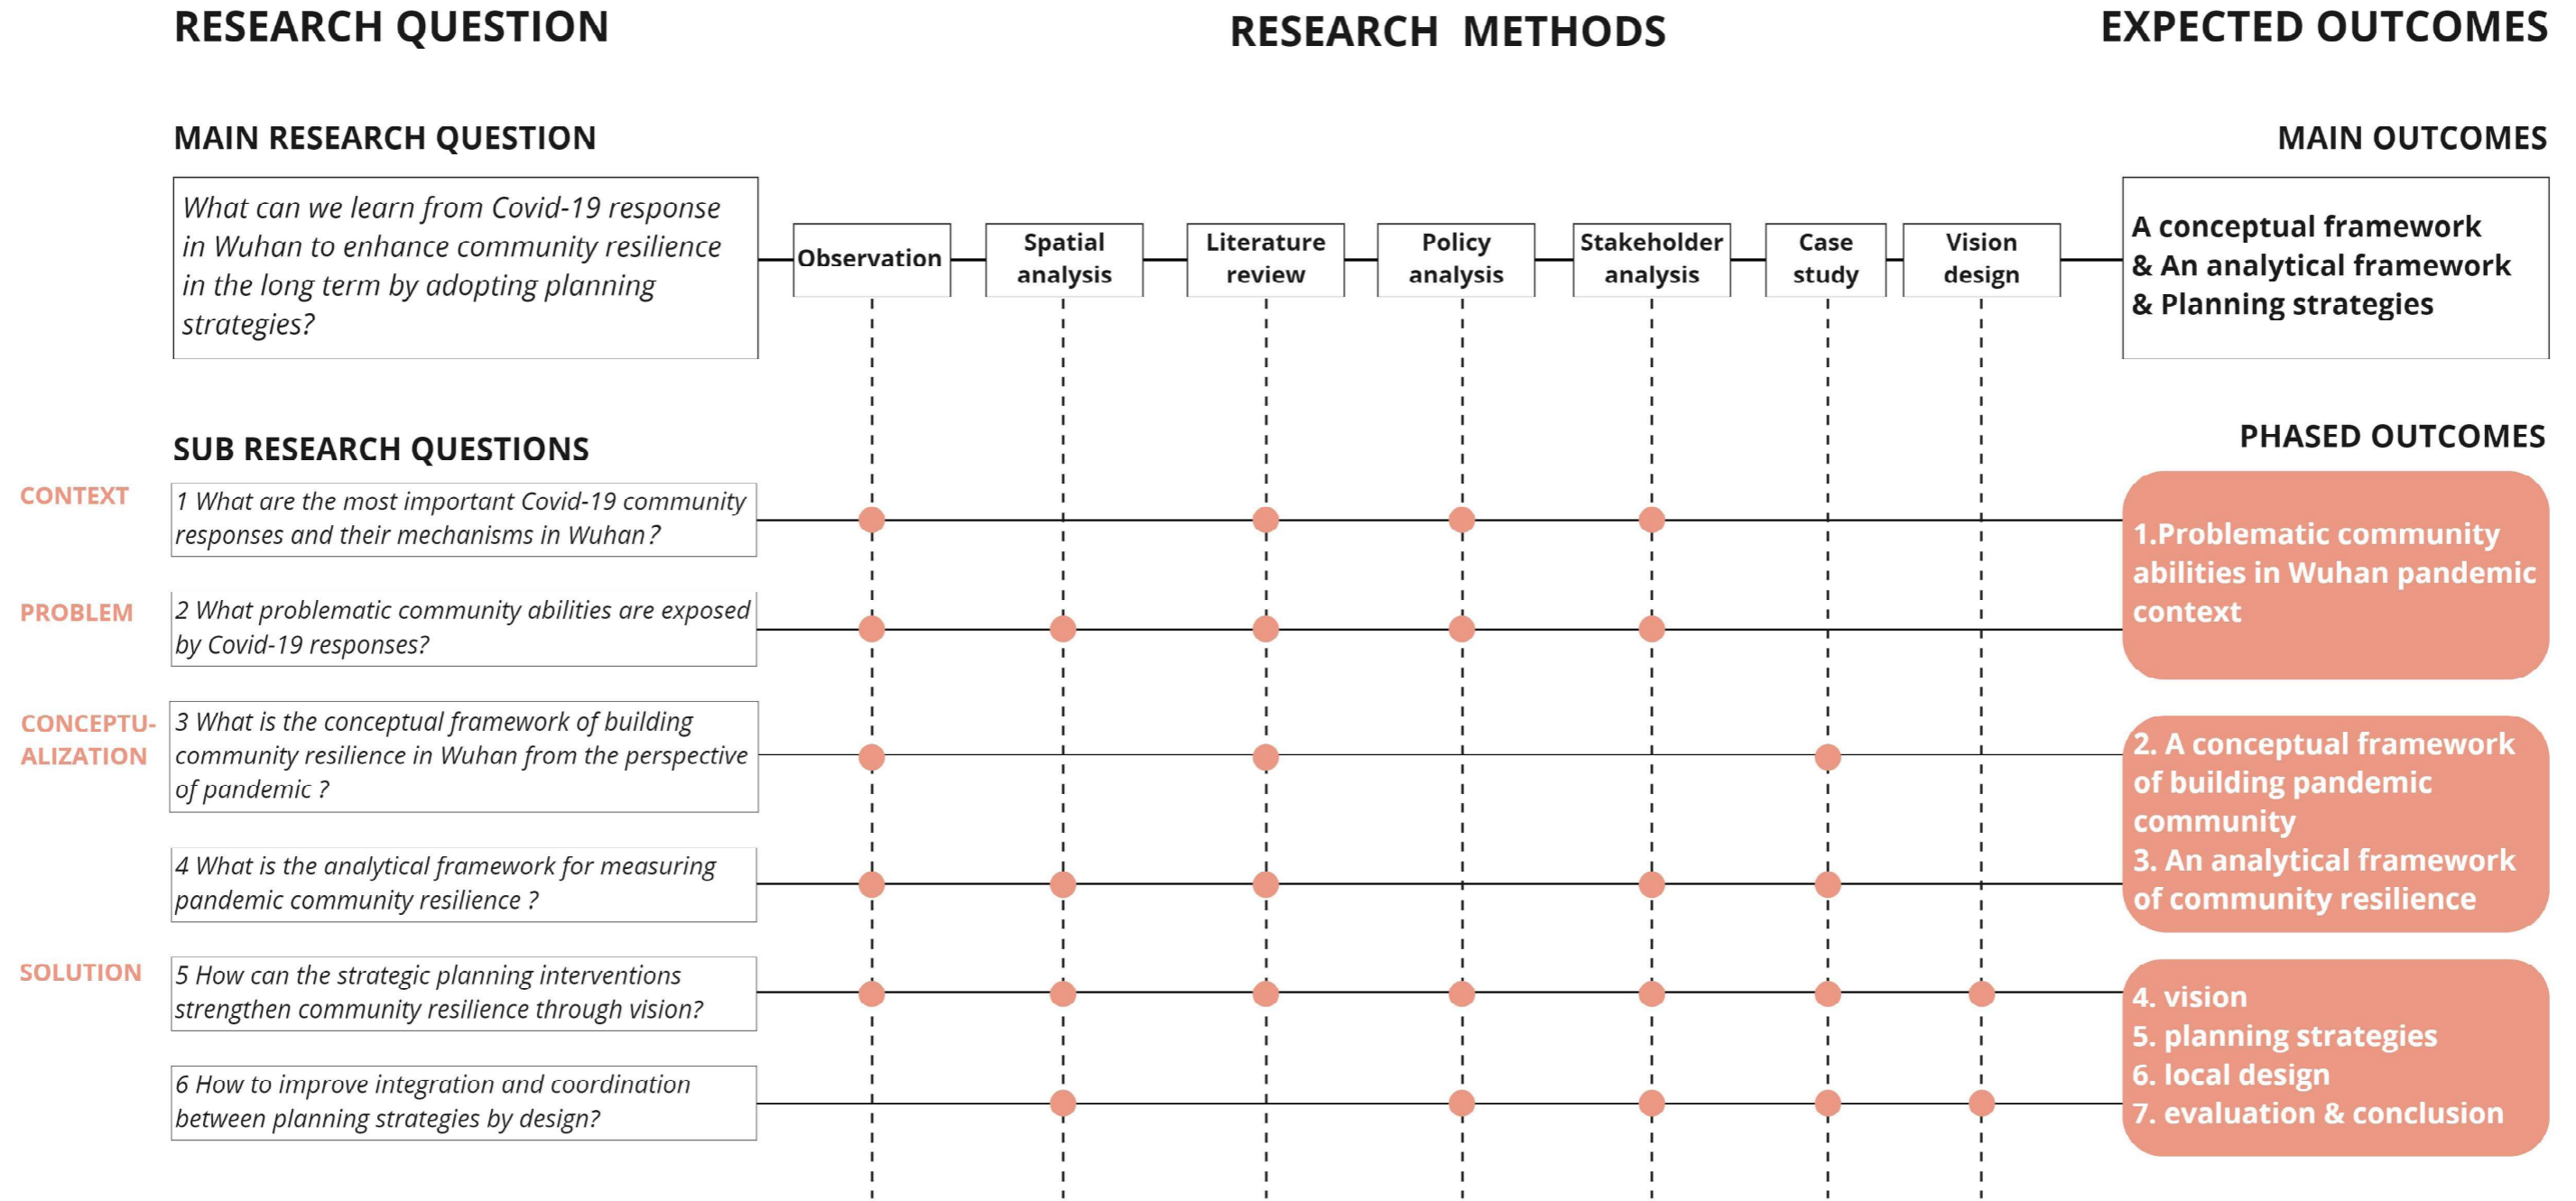 RESEARCH QUESTION
RESEARCH METHODS
EXPECTED OUTCOMES
MAIN RESEARCH QUESTION
MAIN OUTCOMES
What can we learn from Covid-19 response
in Wuhan to enhance community resilience
in the long term by adopting planning
strategies?
Observation
Spatial
analysis
Literature
review
Policy
analysis
Stakeholder
analysis
Case
study
Vision
design
A conceptual framework
& An analytical framework
& Planning strategies
SUB RESEARCH QUESTIONS
PHASED OUTCOMES
CONTEXT
1 What are the most important Covid-19 community
responses and their mechanisms in Wuhan?
PROBLEM
2 What problematic community abilities are exposed
by Covid-19 responses?
1.Problematic community
abilities in Wuhan pandemic
context
CONCEPTU-
ALIZATION
3 What is the conceptual framework of building
community resilience in Wuhan from the perspective
of pandemic ?
4 What is the analytical framework for measuring
pandemic community resilience ?
2. A conceptual framework
of building pandemic
community
3. An analytical framework
of community resilience
SOLUTION
5 How can the strategic planning interventions
strengthen community resilience through vision?
6 How to improve integration and coordination
between planning strategies by design?
4. vision
5. planning strategies
6. local design
7. evaluation & conclusion